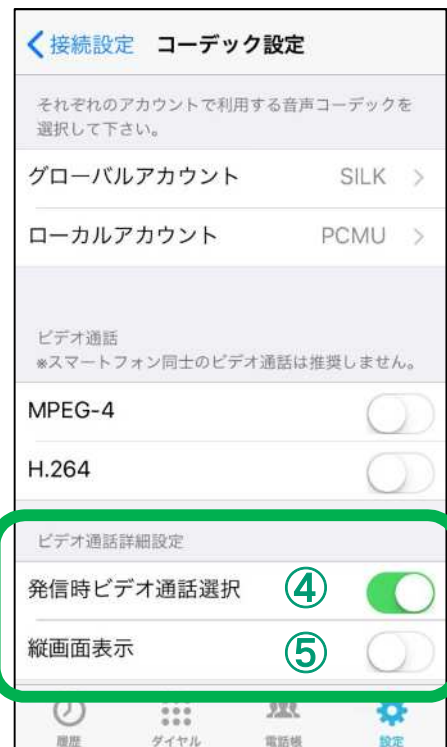 接続設定 コーデック設定
それぞれのアカウントで利用する音声コーデックを
選択して下さい。
グローバルアカウント SILK
ローカルアカウント PCMU
ビデオ通話
※スマートフォン同士のビデオ通話は推奨しません。
MPEG-4
H.264
ビデオ通話詳細設定
発信時ビデオ通話選択 ④
縦画面表示 ⑤
履歴 ダイヤル 電話帳 設定